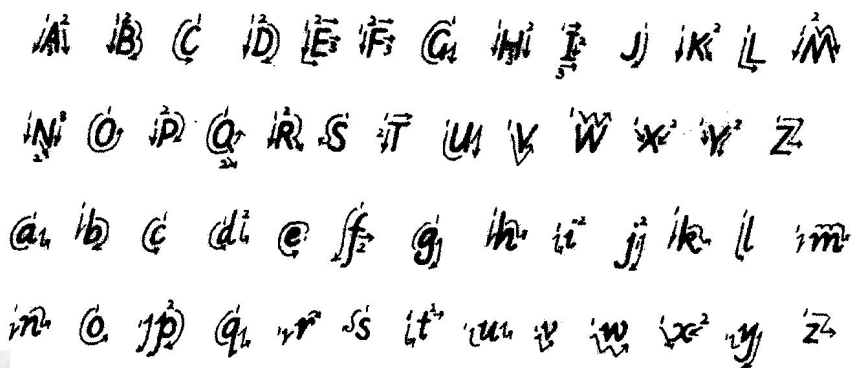 A B C D E F G H I J K L M
N O P Q R S T U V W X Y Z
a b c d e f g h i j k l m
n o p q r s t u v w x y z